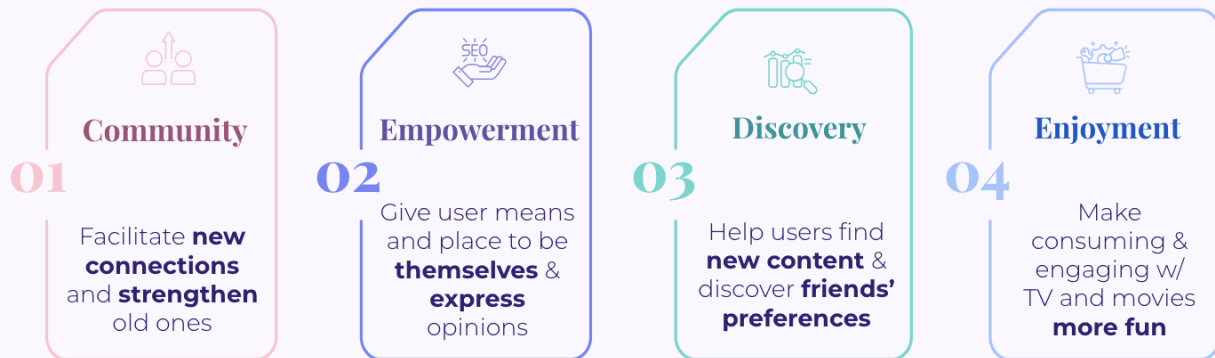 SEO
Community
01
Facilitate new
connections
and strengthen
old ones
Empowerment
02
Give user means
and place to be
themselves &
express
opinions
Discovery
03
Help users find
new content &
discover friends’
preferences
Enjoyment
04
Make
consuming &
engaging w/
TV and movies
more fun